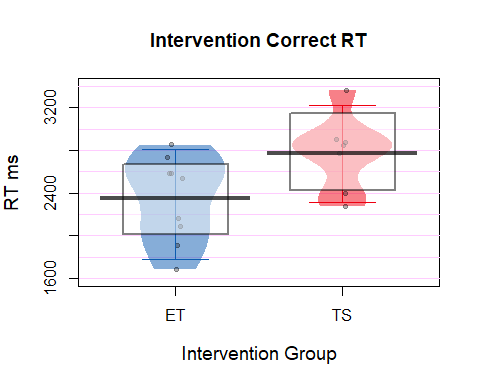 Intervention Correct RT
RT ms
3200
2400
1600
ET
TS
Intervention Group